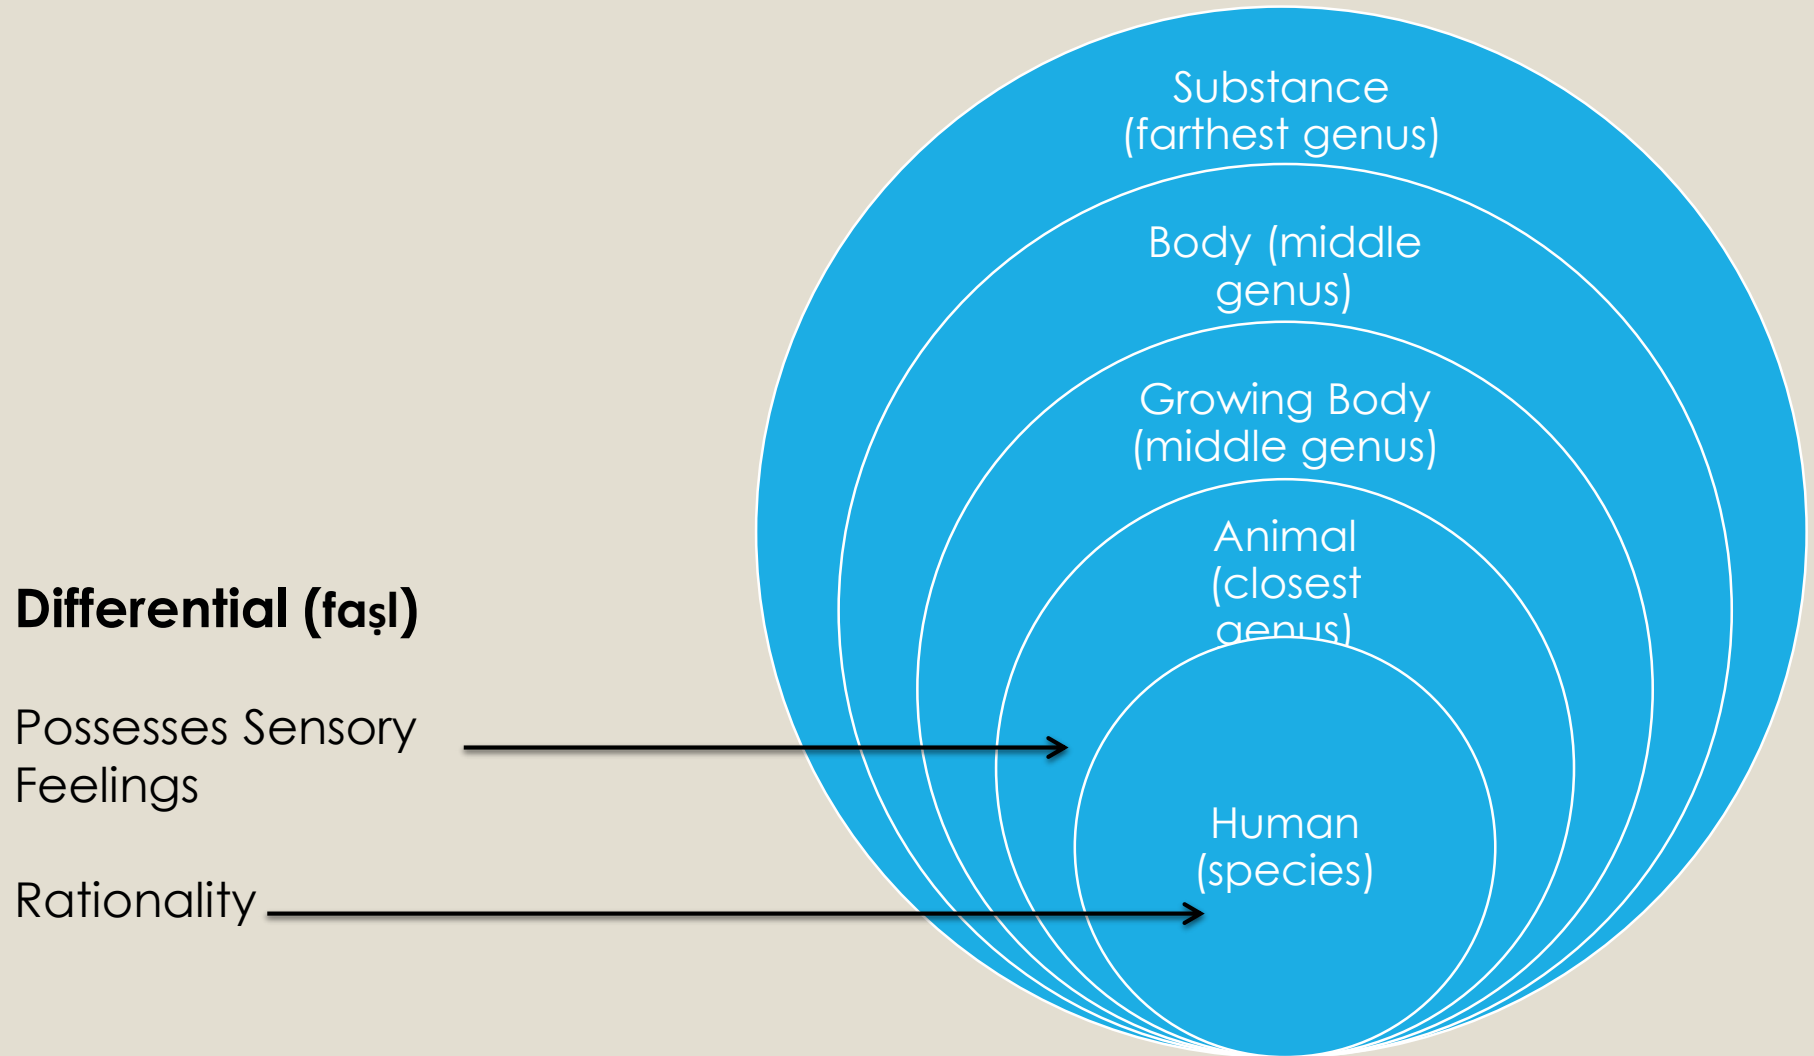 Substance
(farthest genus)
Body (middle
genus)
Growing Body
(middle genus)
Animal
(closest
genus)
Human
(species)
Differential (faṣl)
Possesses Sensory
Feelings
Rationality